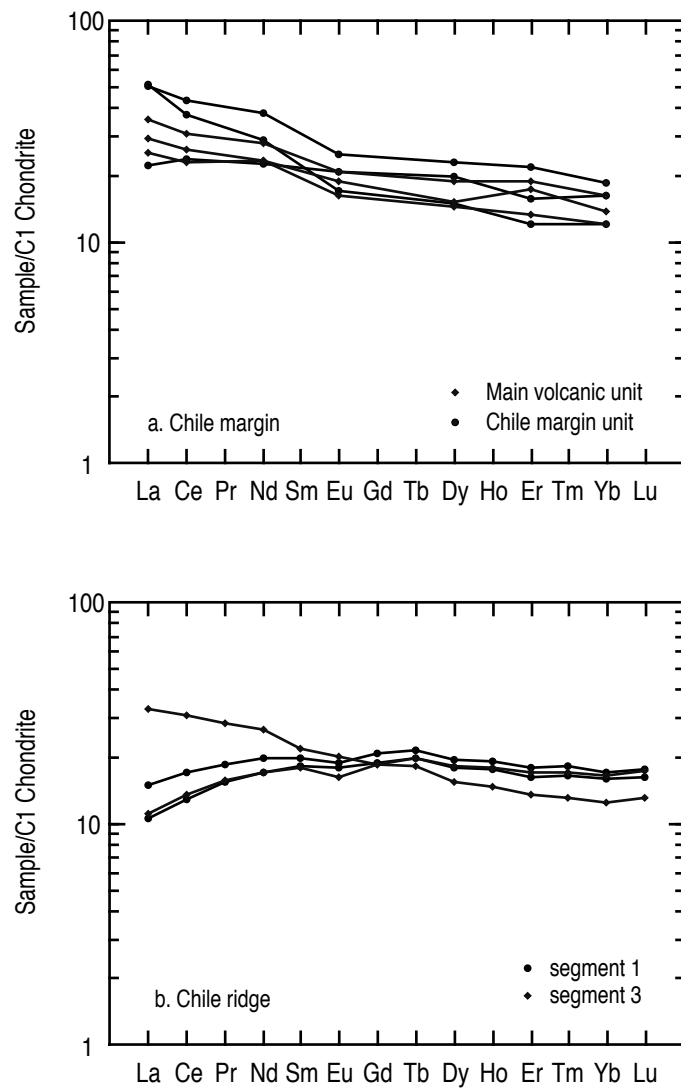 100
10
1
Sample/C1 Chondrite
Main volcanic unit
Chile margin unit
a. Chile margin
La Ce Pr Nd Sm Eu Gd Tb Dy Ho Er Tm Yb Lu
100
10
1
Sample/C1 Chondrite
segment 1
segment 3
b. Chile ridge
La Ce Pr Nd Sm Eu Gd Tb Dy Ho Er Tm Yb Lu